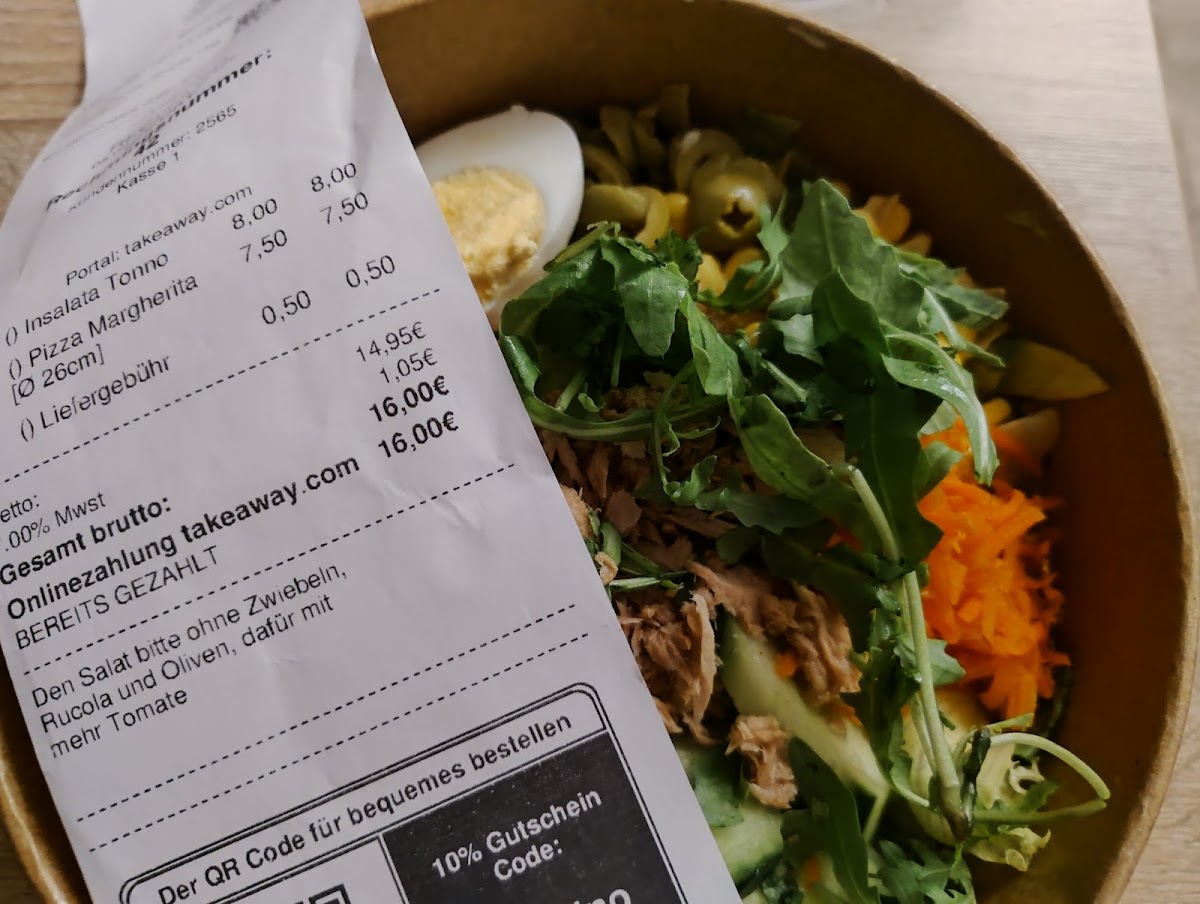 Rechnungsnummer:
42
Kundennummer: 2565
Kasse 1
Portal: takeaway.com
() Insalata Tonno 8,00 8,00
() Pizza Margherita 7,50 7,50
[Ø 26cm]
() Liefergebühr 0,50 0,50
etto: 14,95€
.00% Mwst 1,05€
Gesamt brutto: 16,00€
Onlinezahlung takeaway.com 16,00€
BEREITS GEZAHLT
Den Salat bitte ohne Zwiebeln,
Rucola und Oliven, dafür mit
mehr Tomate
Der QR Code für bequemes bestellen
10% Gutschein
Code: